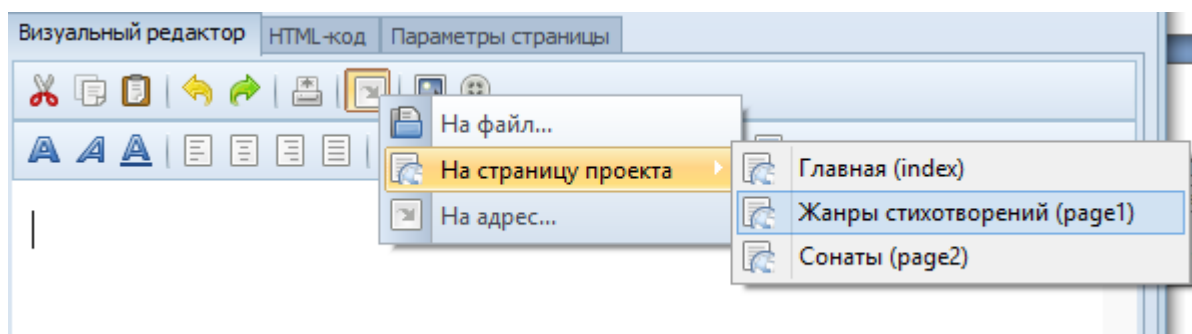 Визуальный редактор HTML-код Параметры страницы
На файл...
На страницу проекта
На адрес...
Главная (index)
Жанры стихотворений (page1)
Сонаты (page2)